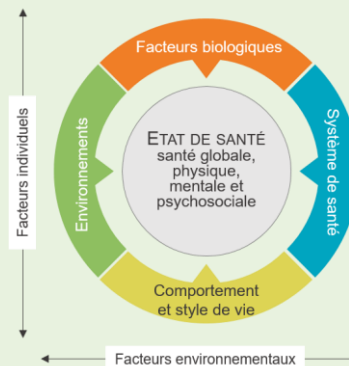 Facteurs biologiques
Facteurs individuels
Environnements
ETAT DE SANTÉ
santé globale,
physique,
mentale et
psychosociale
Système de santé
Comportement
et style de vie
Facteurs environnementaux